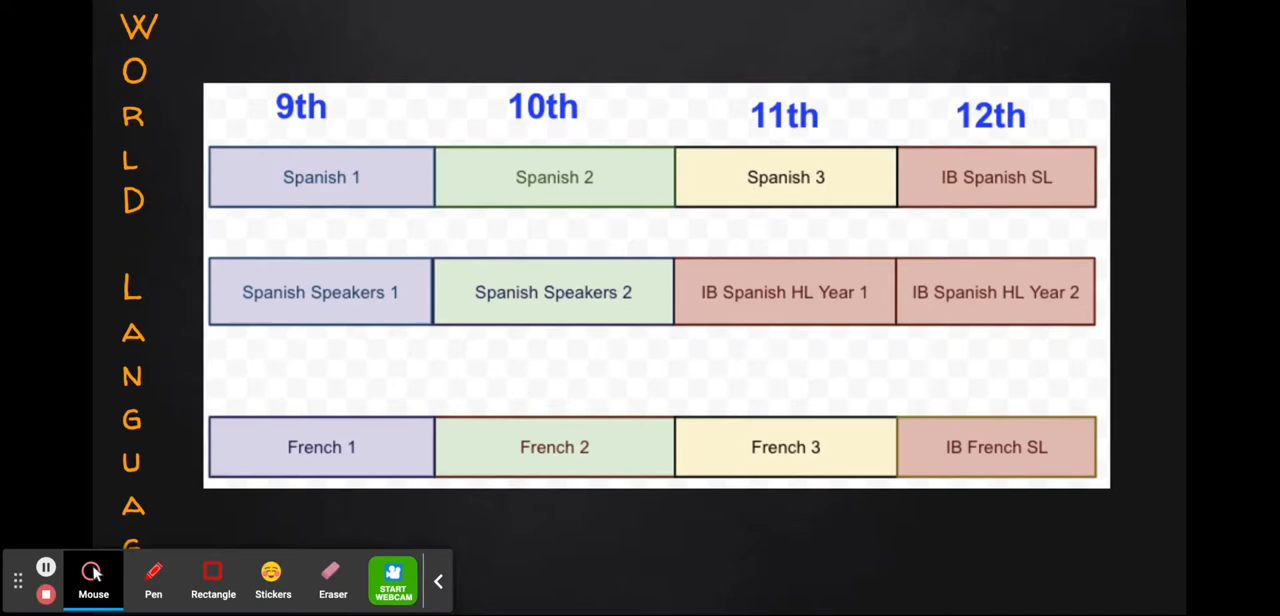 W
O
R
L
D
L
A
N
G
U
A
G
9th 10th 11th 12th
Spanish 1 Spanish 2 Spanish 3 IB Spanish SL
Spanish Speakers 1 Spanish Speakers 2 IB Spanish HL Year 1 IB Spanish HL Year 2
French 1 French 2 French 3 IB French SL
Mouse Pen Rectangle Stickers Eraser START
WEBCAM